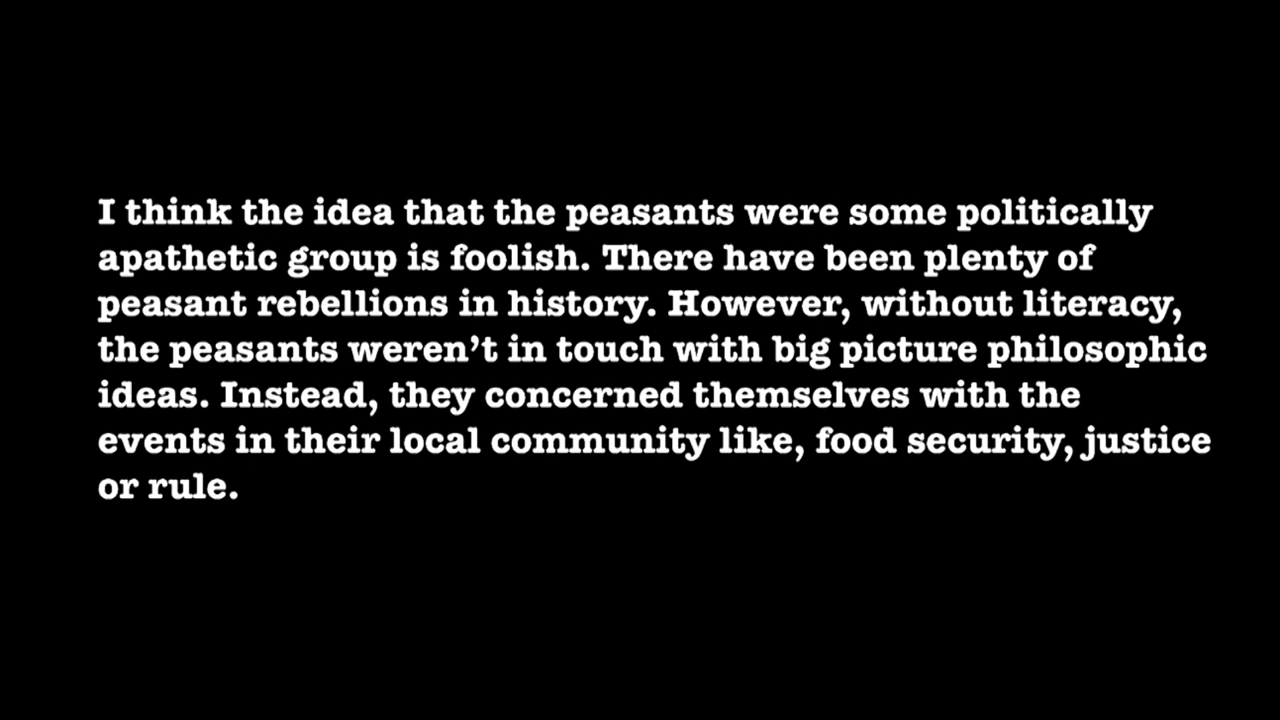 I think the idea that the peasants were some politically
apathetic group is foolish. There have been plenty of
peasant rebellions in history. However, without literacy,
the peasants weren’t in touch with big picture philosophic
ideas. Instead, they concerned themselves with the
events in their local community like, food security, justice
or rule.